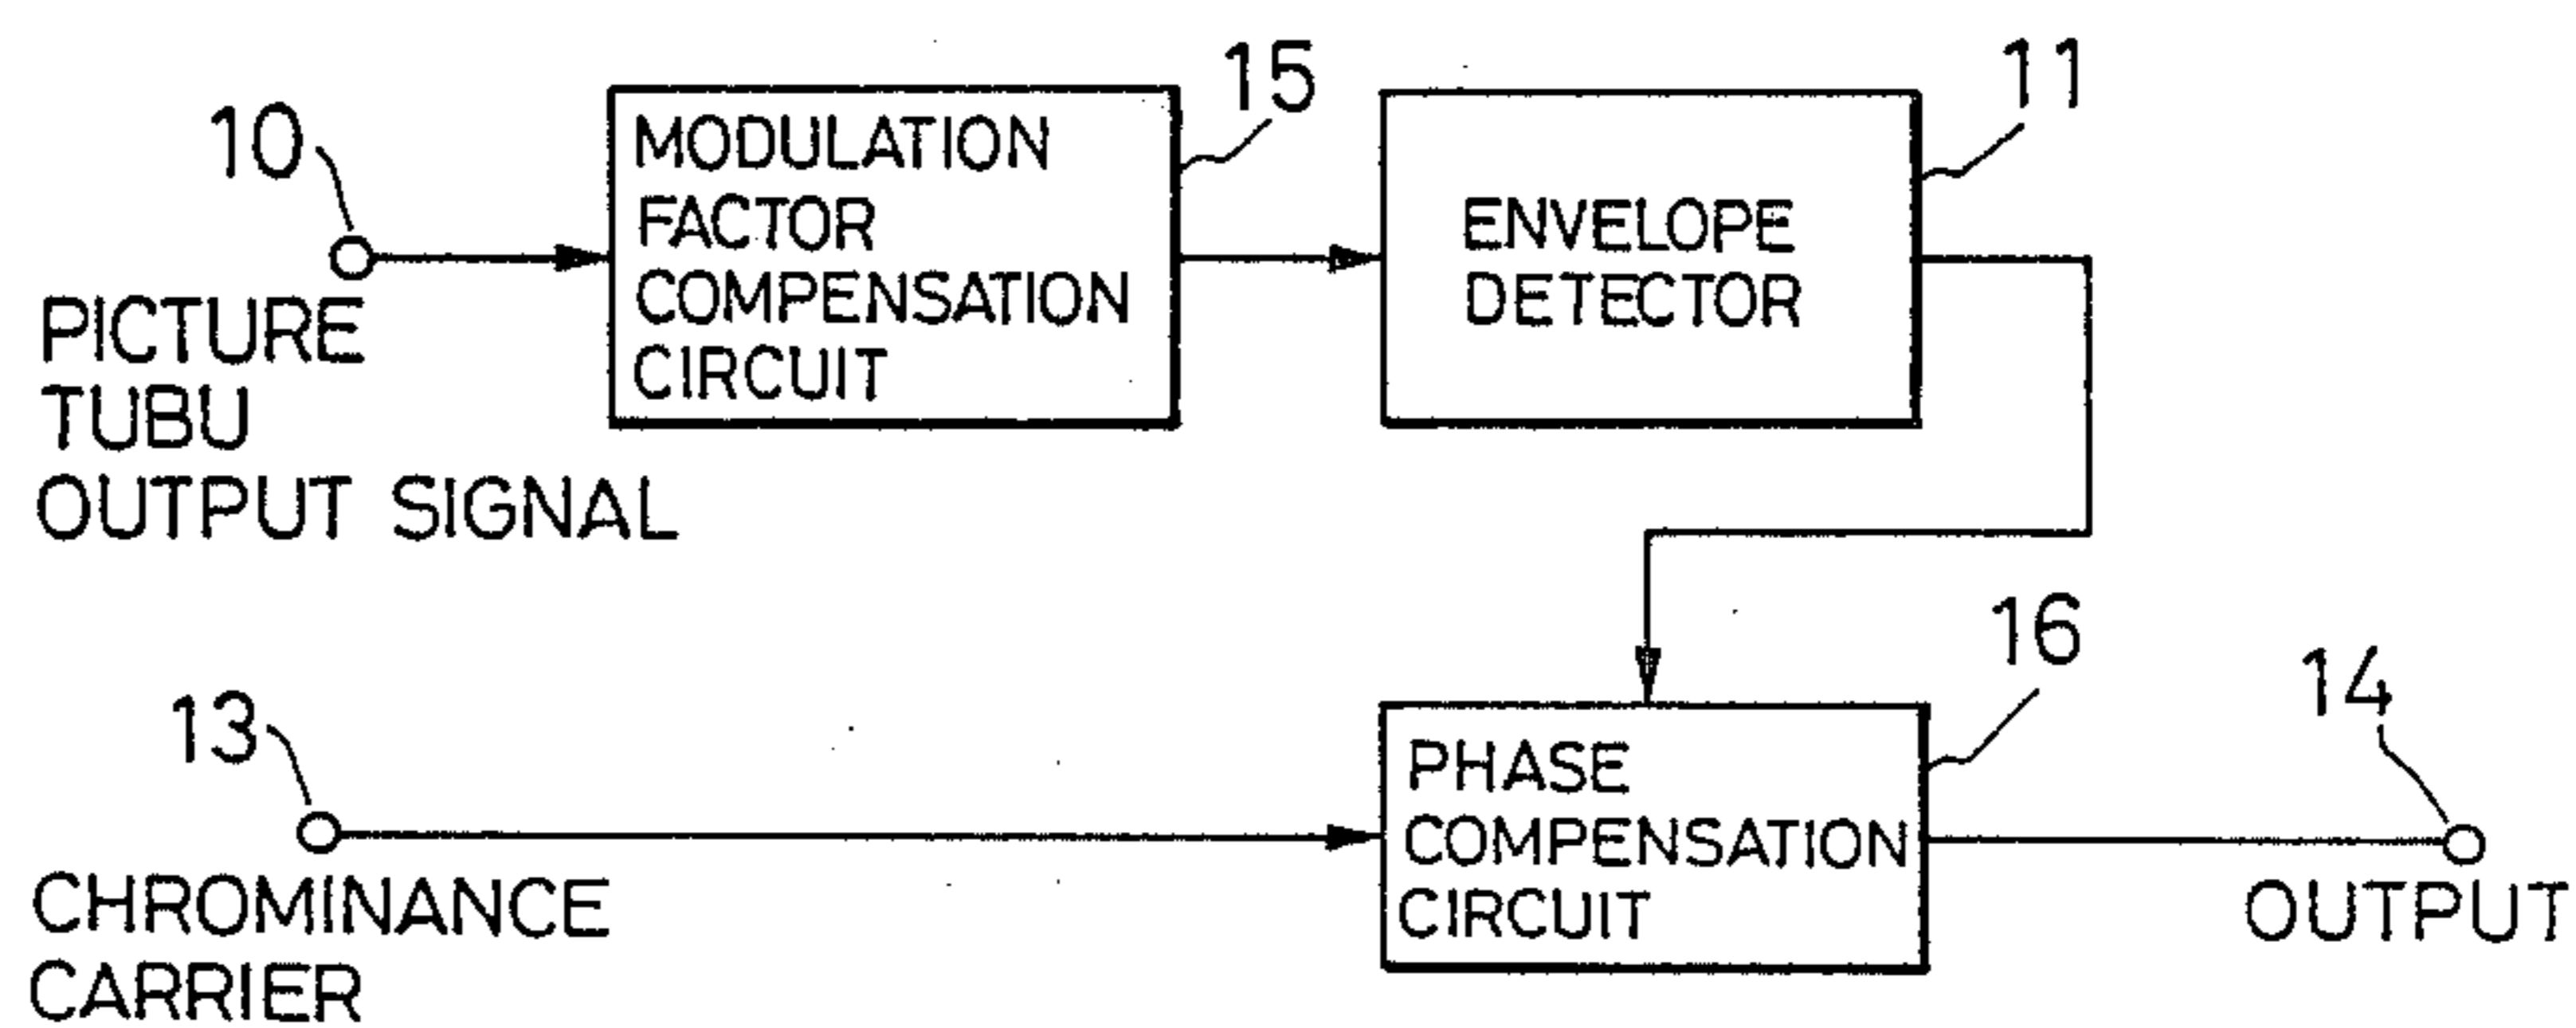 10
PICTURE
TUBU
OUTPUT SIGNAL
15
MODULATION
FACTOR
COMPENSATION
CIRCUIT
11
ENVELOPE
DETECTOR
13
CHROMINANCE
CARRIER
16
PHASE
COMPENSATION
CIRCUIT
14
OUTPUT